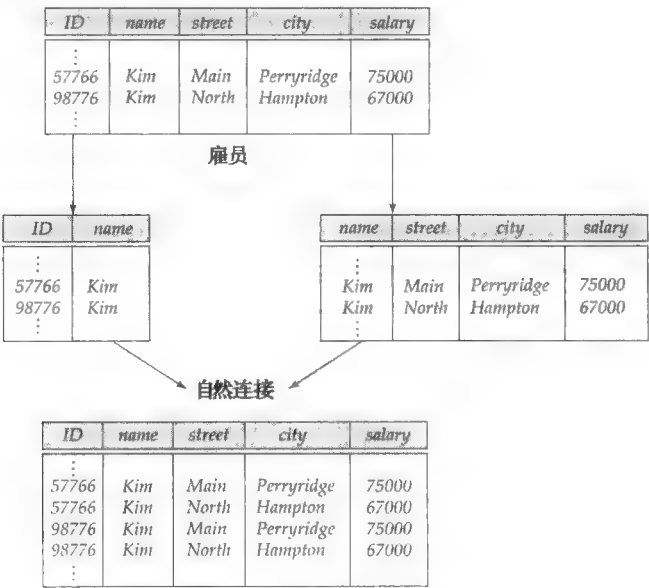 ID name street city salary
⋮
57766 Kim Main Perryridge 75000
98776 Kim North Hampton 67000
⋮
雇员
ID name
⋮
57766 Kim
98776 Kim
⋮
name street city salary
⋮
Kim Main Perryridge 75000
Kim North Hampton 67000
⋮
自然连接
ID name street city salary
⋮
57766 Kim Main Perryridge 75000
57766 Kim North Hampton 67000
98776 Kim Main Perryridge 75000
98776 Kim North Hampton 67000
⋮